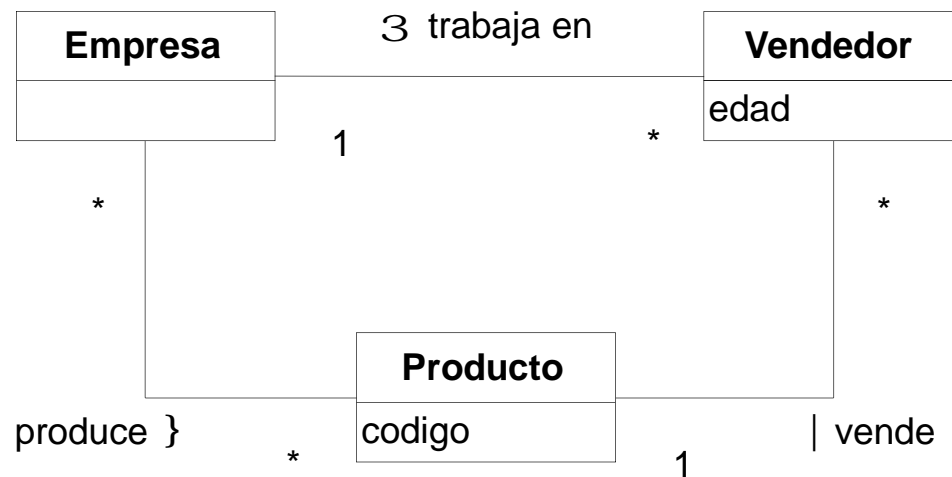 3 trabaja en
Empresa
Vendedor
edad
1
*
*
*
Producto
codigo
produce }
*
1
| vende